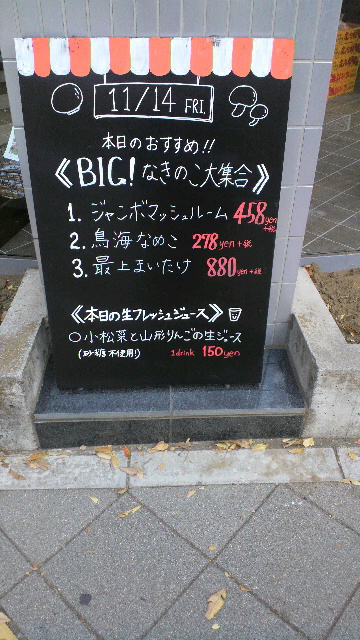 11/14 FRI.
本日のおすすめ!!
《BIG! なきのこ大集合》
1. ジャンボマッシュルーム 458yen+税
2. 鳥海なめこ 278yen+税
3. 最上まいたけ 880yen+税
《本日の生フレッシュジュース》
○小松菜と山形りんごの生ジュース
(砂糖不使用!) 1drink 150yen